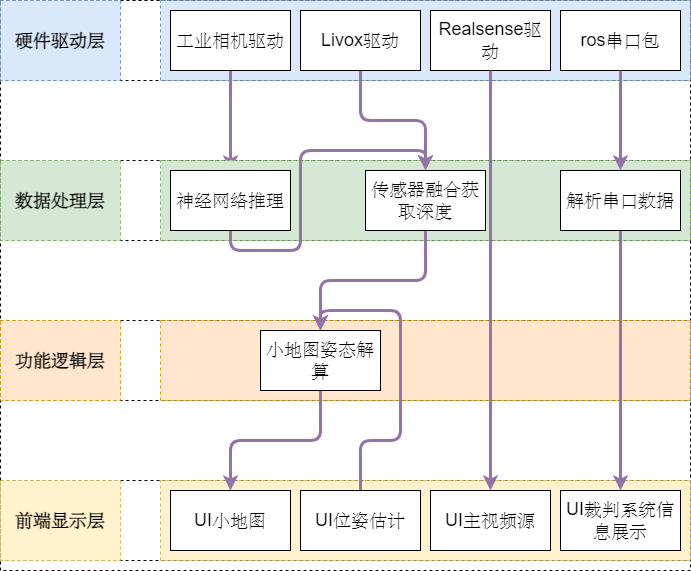 硬件驱动层
工业相机驱动
Livox驱动
Realsense驱
动
ros串口包
数据处理层
神经网络推理
传感器融合获
取深度
解析串口数据
功能逻辑层
小地图姿态解
算
前端显示层
UI小地图
UI位姿估计
UI主视频源
UI裁判系统信
息展示